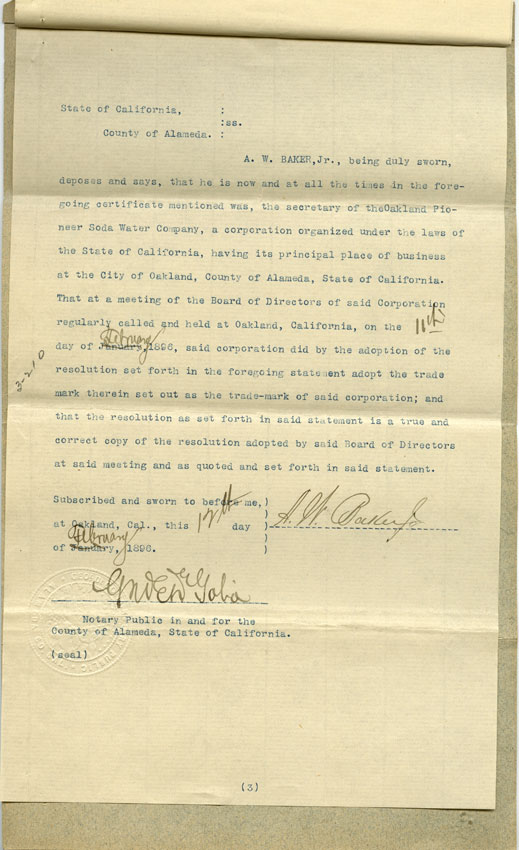 State of California, :
:ss.
County of Alameda. :
A. W. BAKER,Jr., being duly sworn,
deposes and says, that he is now and at all the times in the fore-
going certificate mentioned was, the secretary of theOakland Pio-
neer Soda Water Company, a corporation organized under the laws of
the State of California, having its principal place of business
at the City of Oakland, County of Alameda, State of California.
That at a meeting of the Board of Directors of said Corporation
regularly called and held at Oakland, California, on the 11th
February
day of January, 1896, said corporation did by the adoption of the
resolution set forth in the foregoing statement adopt the trade
mark therein set out as the trade-mark of said corporation; and
that the resolution as set forth in said statement is a true and
correct copy of the resolution adopted by said Board of Directors
at said meeting and as quoted and set forth in said statement.
3-210
Subscribed and sworn to before me,)
at Oakland, Cal., this 12th day ) A. W. Baker Jr
February
of January, 1896. )
Notary Public in and for the
County of Alameda, State of California.
(seal)
(3)